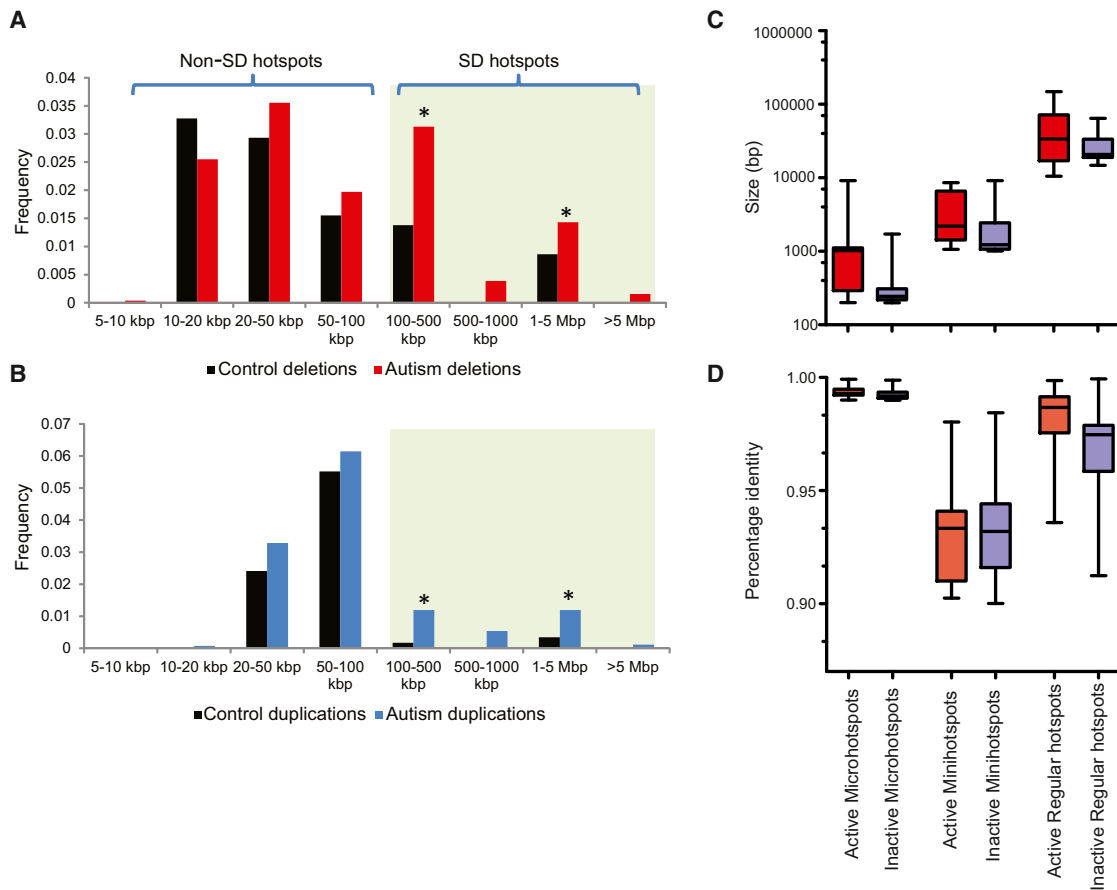 A
Non-SD hotspots
SD hotspots
Frequency
0.04
0.035
0.03
0.025
0.02
0.015
0.01
0.005
0
*
*
5-10 kbp
10-20 kbp
20-50 kbp
50-100 kbp
100-500 kbp
500-1000 kbp
1-5 Mbp
>5 Mbp
Control deletions
Autism deletions
B
Frequency
0.07
0.06
0.05
0.04
0.03
0.02
0.01
0
*
*
5-10 kbp
10-20 kbp
20-50 kbp
50-100 kbp
100-500 kbp
500-1000 kbp
1-5 Mbp
>5 Mbp
Control duplications
Autism duplications
C
Size (bp)
1000000
100000
10000
1000
100
D
Percentage identity
1.00
0.95
0.90
Active Microhotspots
Inactive Microhotspots
Active Minihotspots
Inactive Minihotspots
Active Regular hotspots
Inactive Regular hotspots